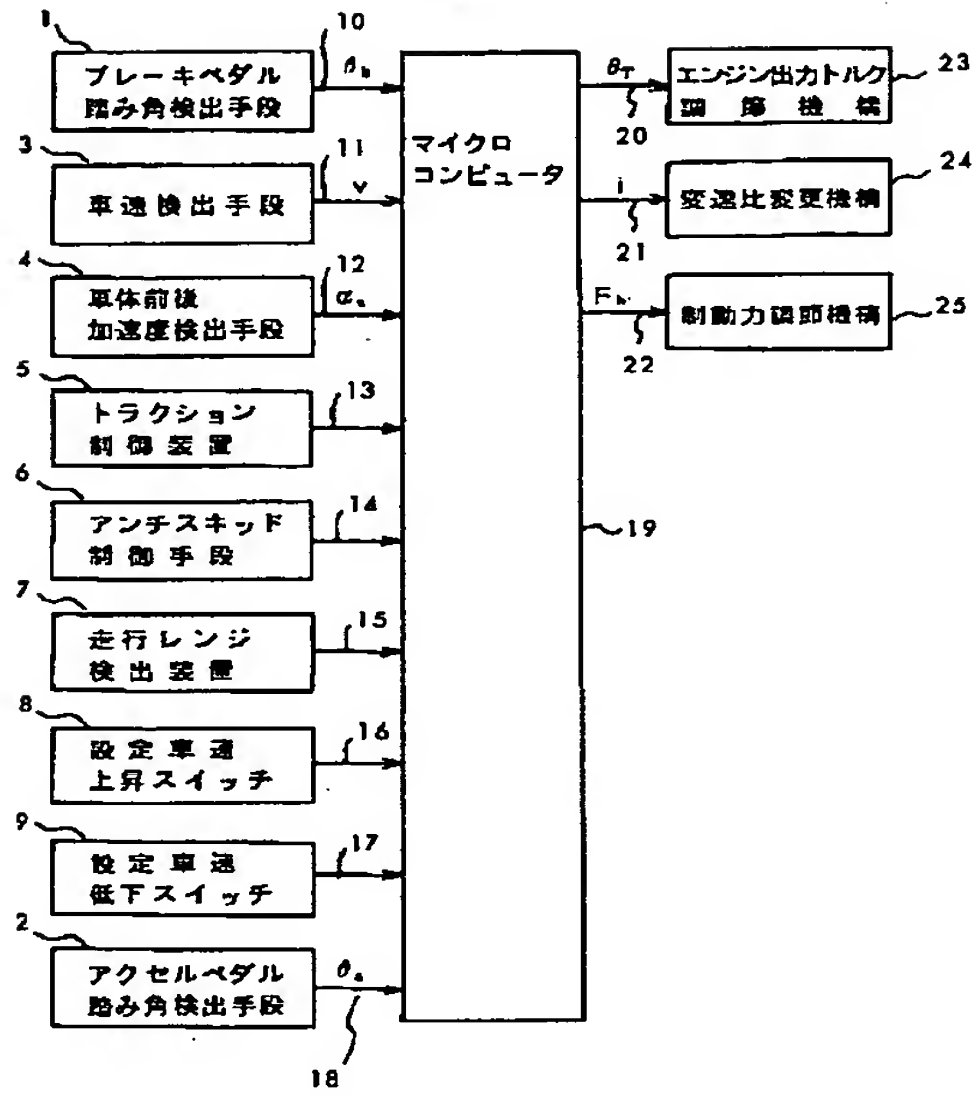 1
ブレーキペダル
踏み角検出手段
10
θb
3
車速検出手段
11
v
4
車体前後
加速度検出手段
12
5
トラクション
制御装置
13
6
アンチスキッド
制御手段
14
7
走行レンジ
検出装置
15
8
設定車速
上昇スイッチ
16
9
設定車速
低下スイッチ
17
2
アクセルペダル
踏み角検出手段
18
マイクロ
コンピュータ
19
θT
20
エンジン出力トルク
調節機構
23
i
21
変速比変更機構
24
22
制動力調節機構
25